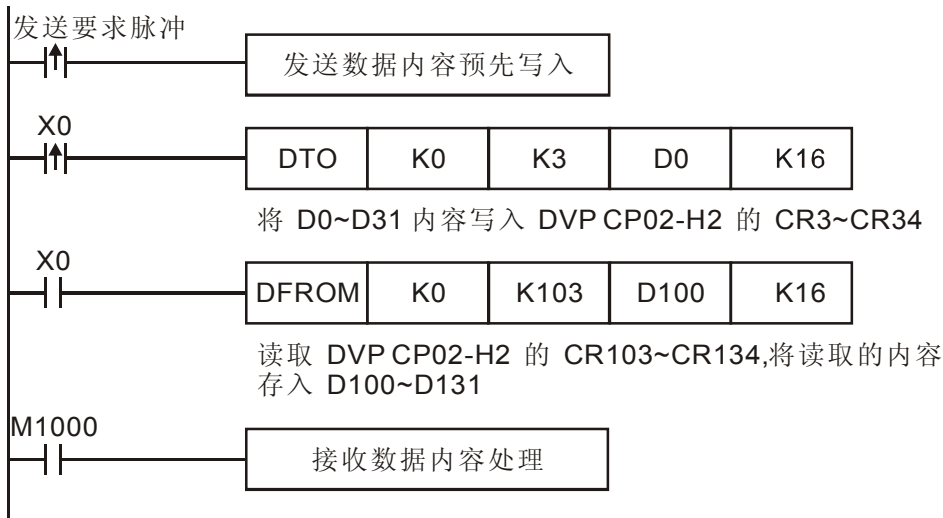 发送要求脉冲
发送数据内容预先写入
X0
DTO K0 K3 D0 K16
将 D0~D31 内容写入 DVP CP02-H2 的 CR3~CR34
X0
DFROM K0 K103 D100 K16
读取 DVP CP02-H2 的 CR103~CR134,将读取的内容
存入 D100~D131
M1000
接收数据内容处理